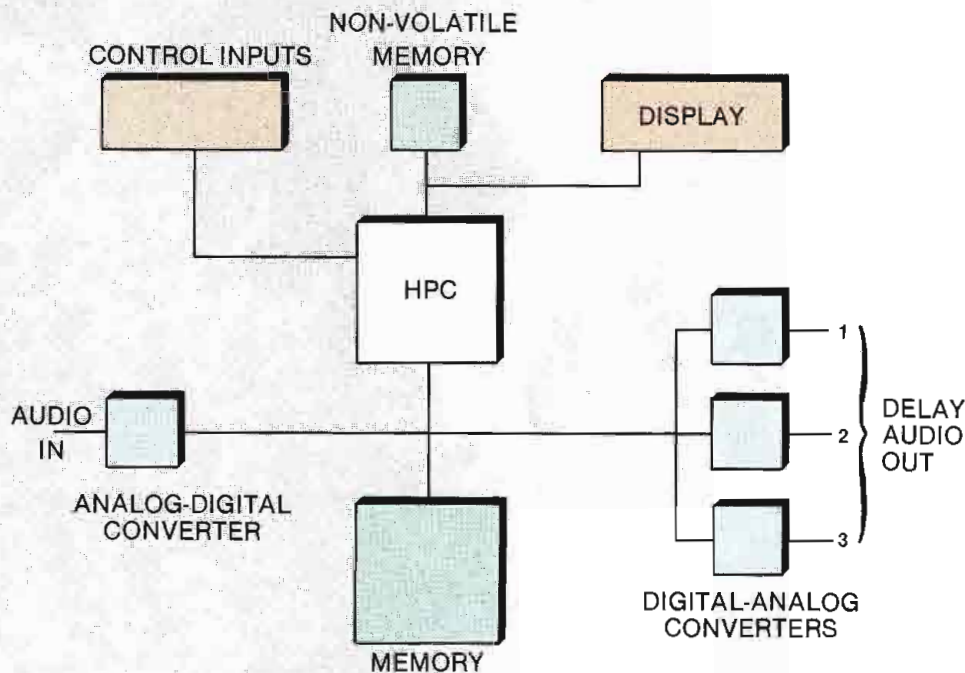 NON-VOLATILE
MEMORY
CONTROL INPUTS
DISPLAY
HPC
1
AUDIO
IN
2
DELAY
AUDIO
OUT
ANALOG-DIGITAL
CONVERTER
3
DIGITAL-ANALOG
CONVERTERS
MEMORY